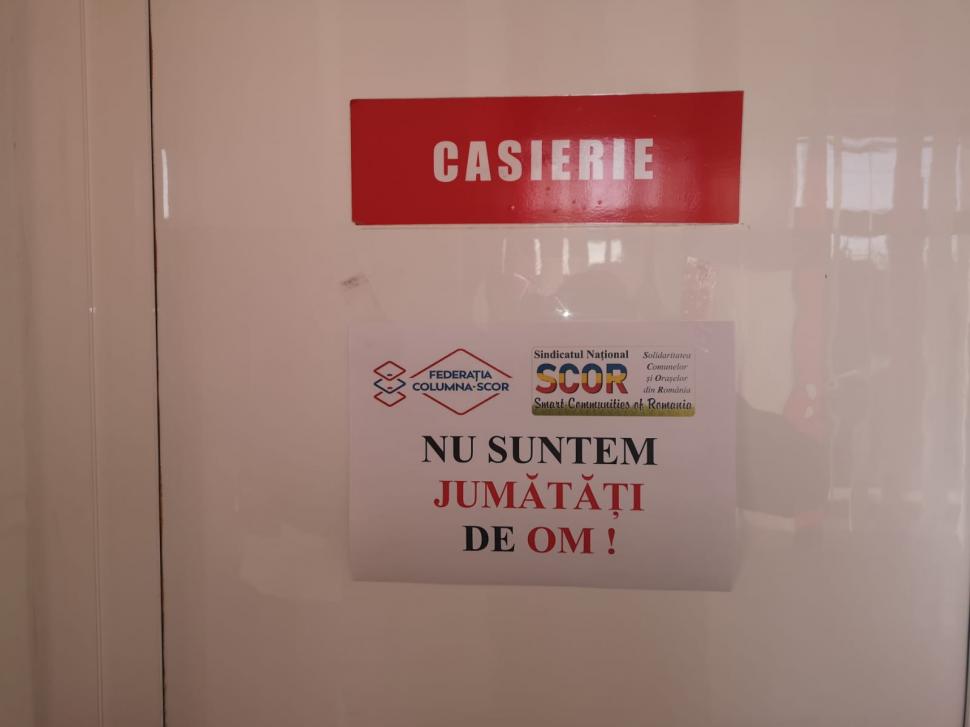 CASIERIE
FEDERAȚIA
COLUMNA-SCOR
Sindicatul Național
SCOR
Solidaritatea
Comunelor
și Orașelor
din România
Smart-Communities of Romania
NU SUNTEM
JUMĂTĂȚI
DE OM !